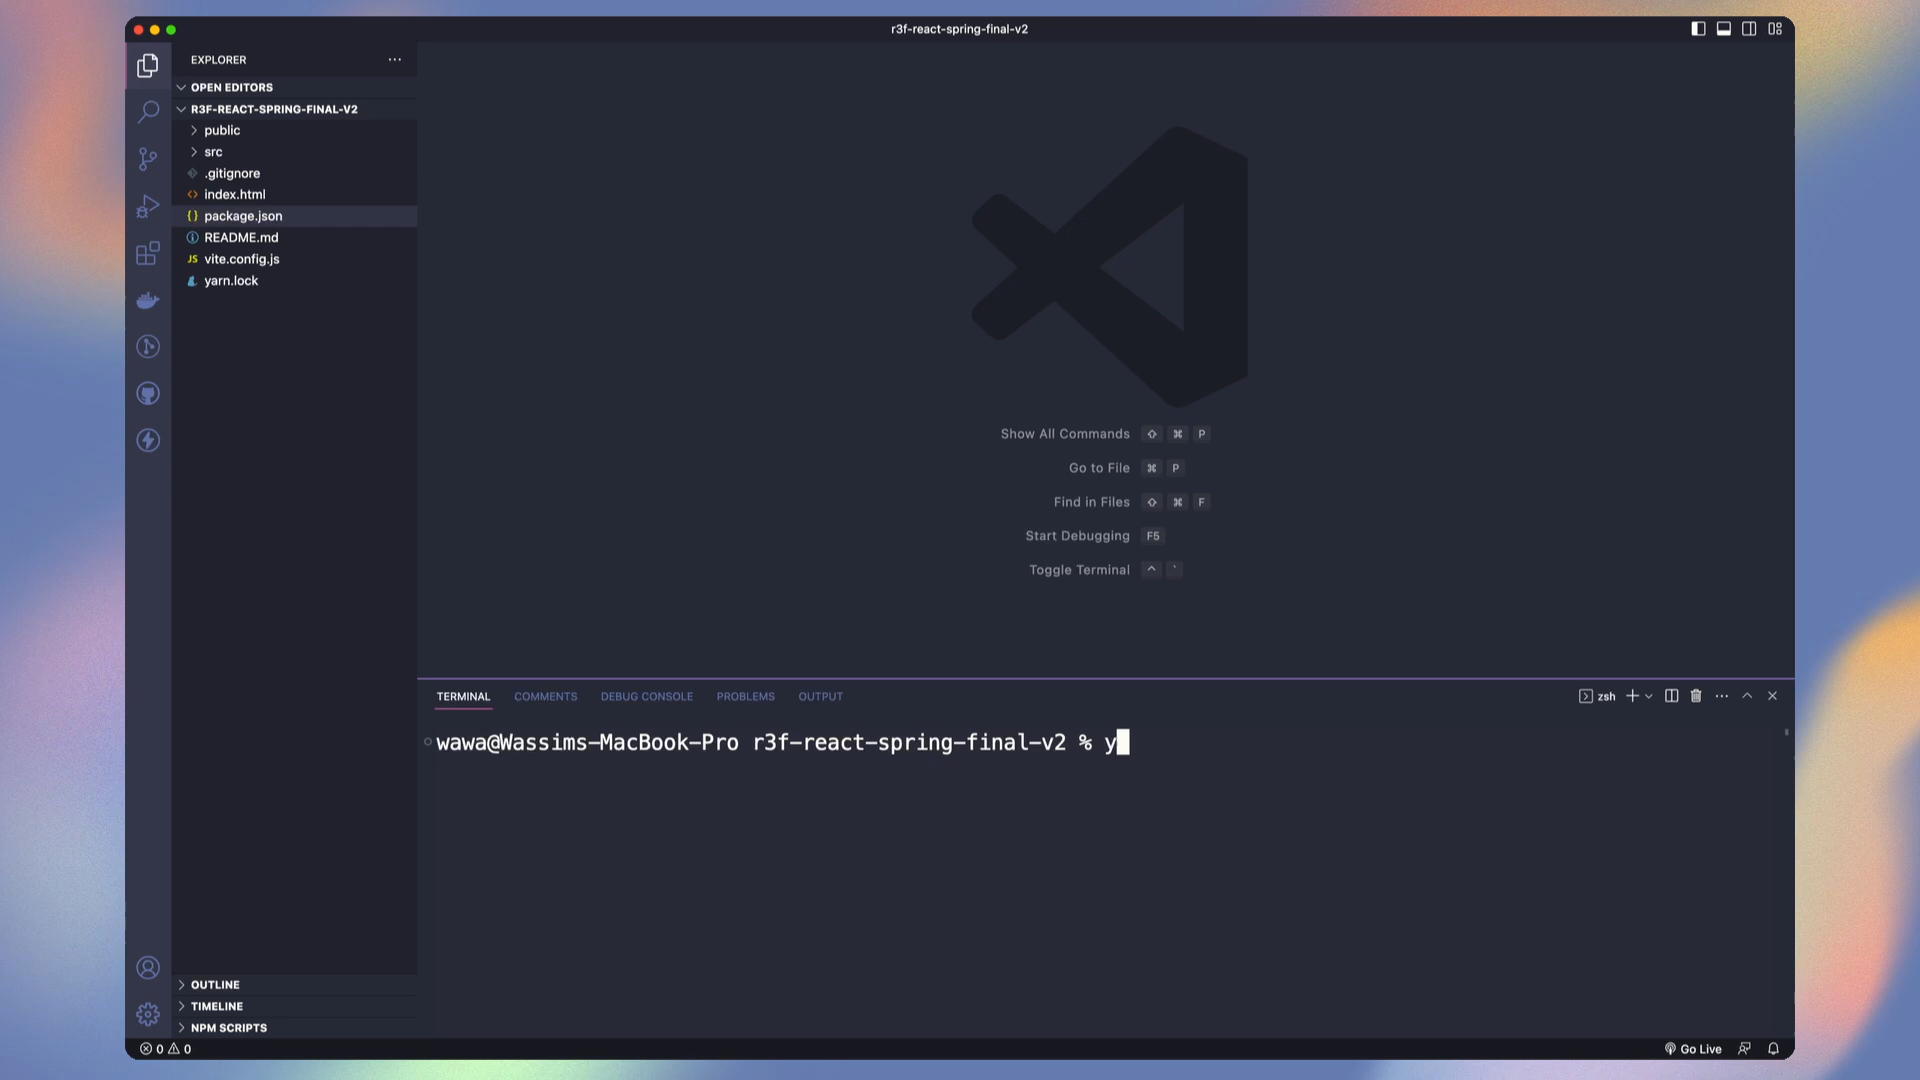 r3f-react-spring-final-v2
EXPLORER
OPEN EDITORS
R3F-REACT-SPRING-FINAL-V2
public
src
.gitignore
index.html
package.json
README.md
JS vite.config.js
yarn.lock
Show All Commands ⇧ ⌘ P
Go to File ⌘ P
Find in Files ⇧ ⌘ F
Start Debugging F5
Toggle Terminal ^ `
TERMINAL COMMENTS DEBUG CONSOLE PROBLEMS OUTPUT zsh
wawa@Wassims-MacBook-Pro r3f-react-spring-final-v2 % y
OUTLINE
TIMELINE
NPM SCRIPTS
0 0 Go Live